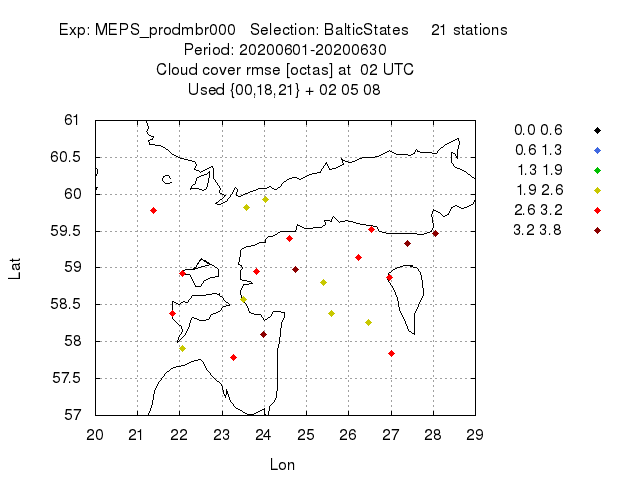 Exp: MEPS_prodmbr000 Selection: BalticStates 21 stations
Period: 20200601-20200630
Cloud cover rmse [octas] at 02 UTC
Used {00,18,21} + 02 05 08
61
60.5
60
59.5
59
58.5
58
57.5
57
20 21 22 23 24 25 26 27 28 29
Lat
Lon
0.0 0.6
0.6 1.3
1.3 1.9
1.9 2.6
2.6 3.2
3.2 3.8